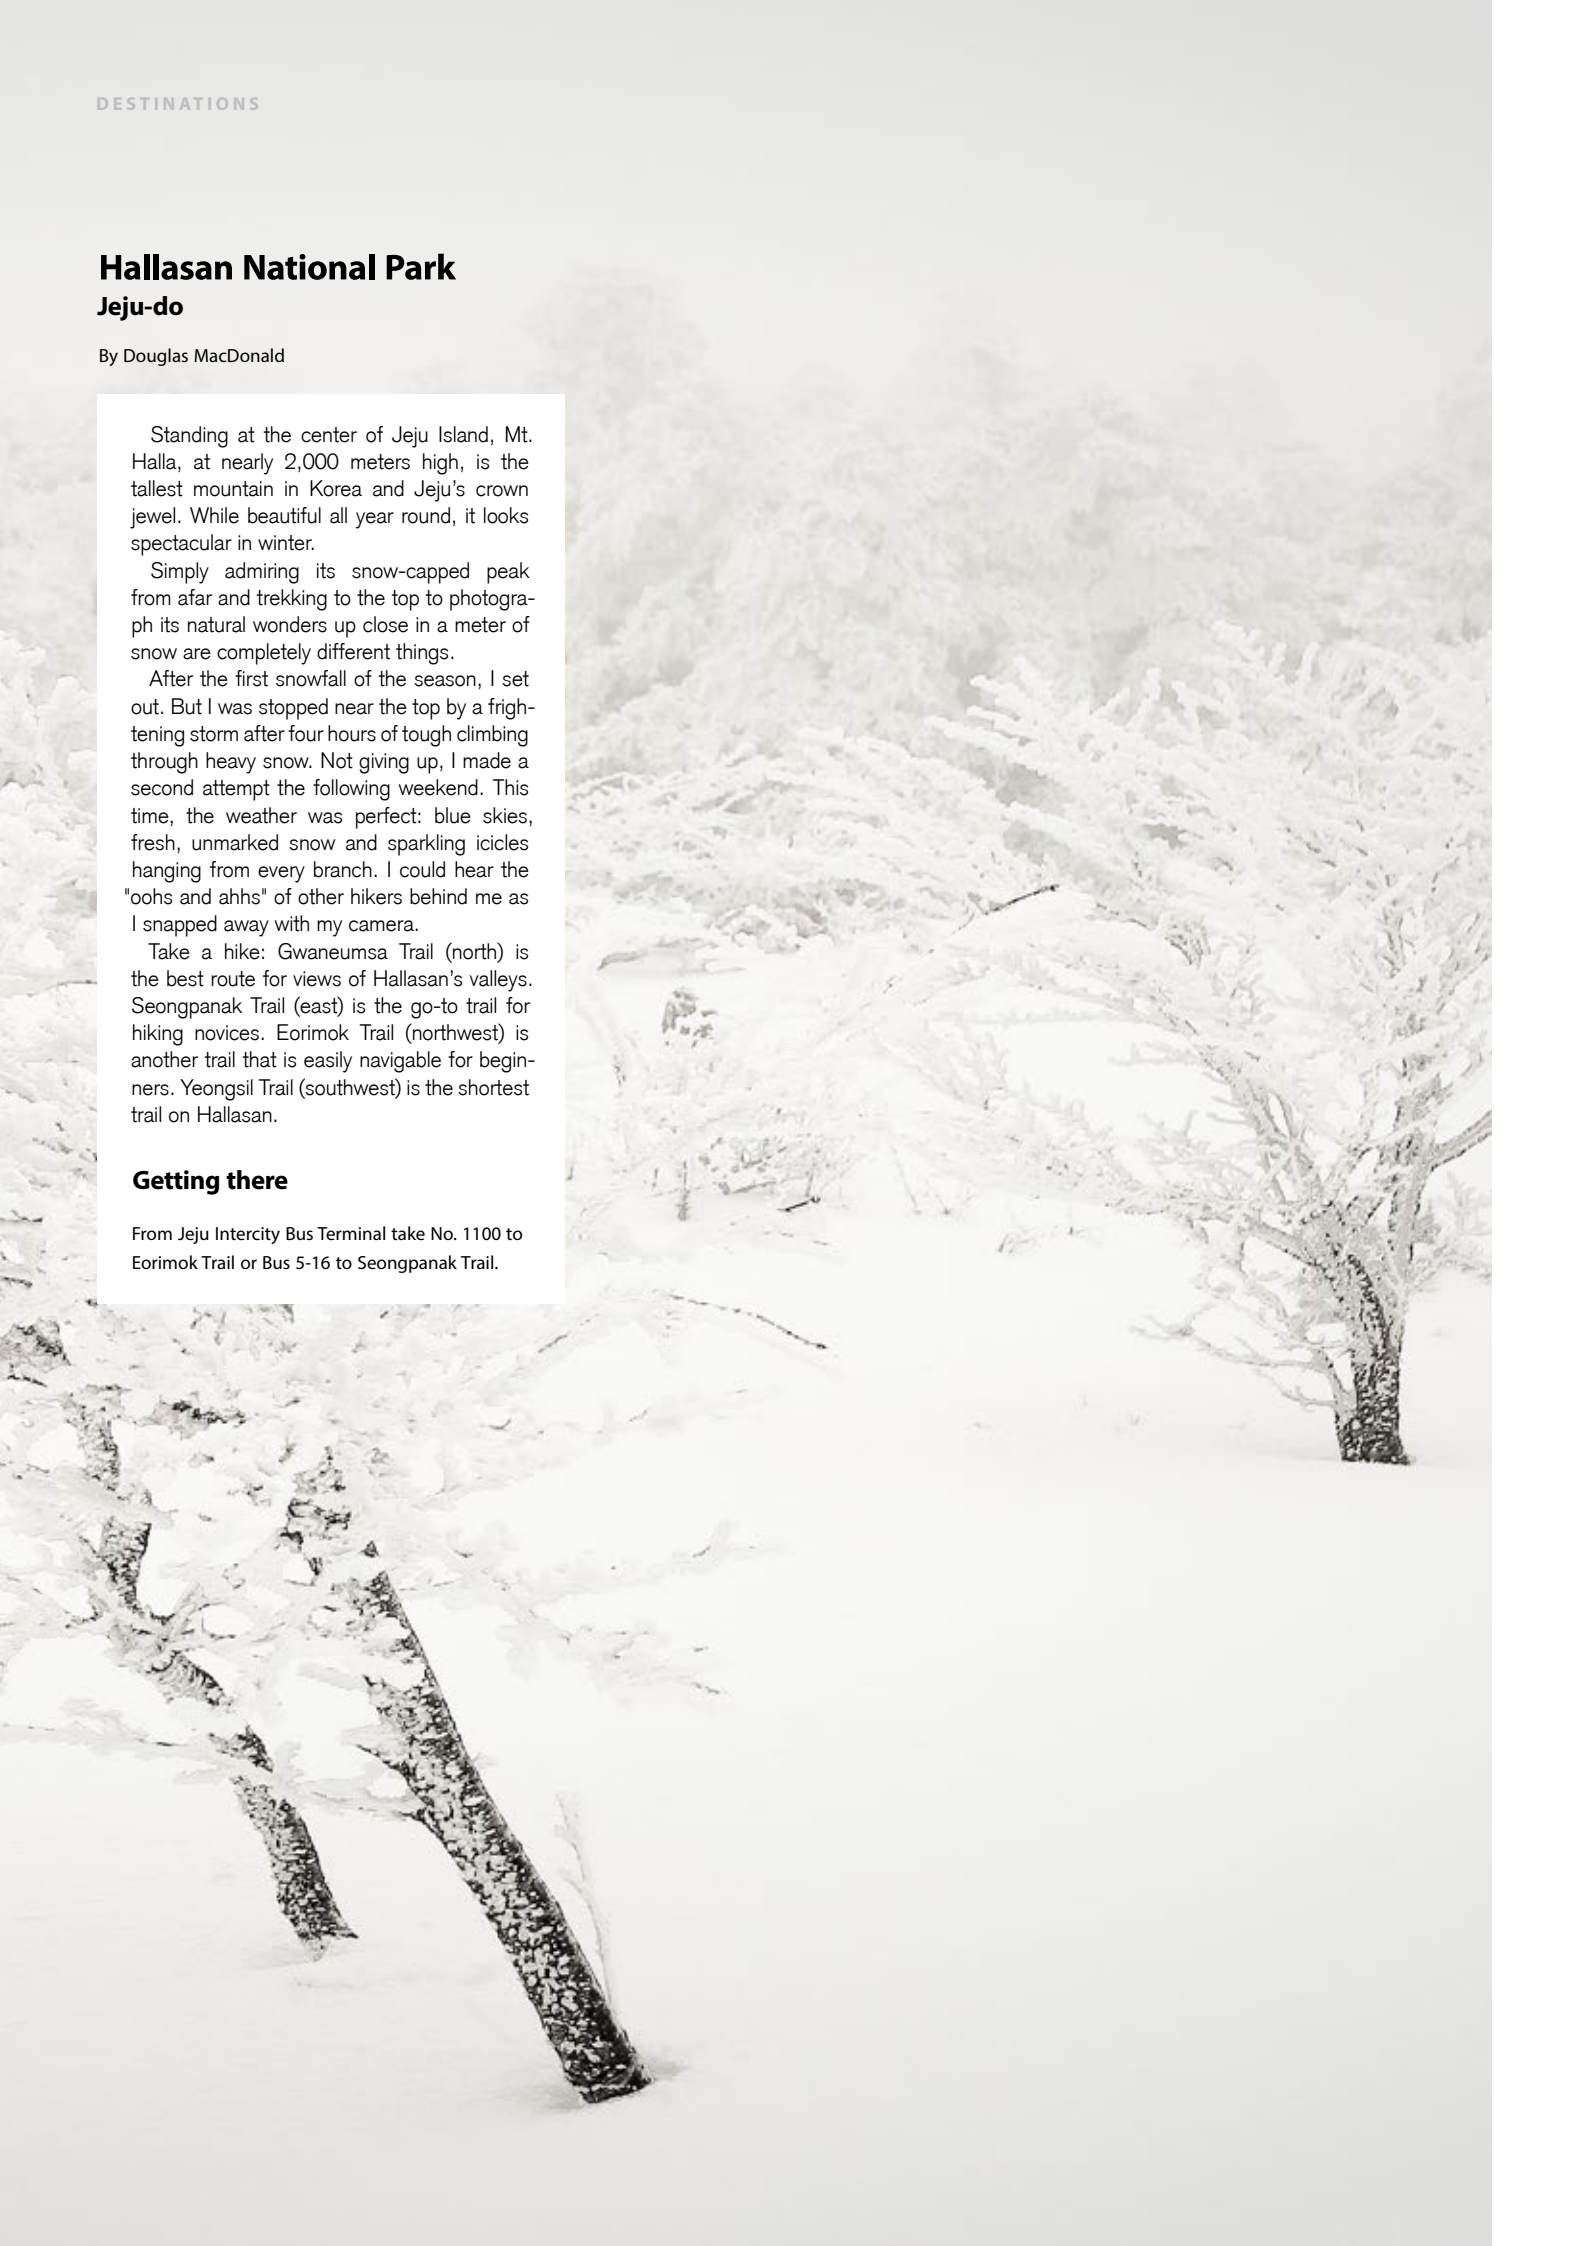 DESTINATIONS
Hallasan National Park
Jeju-do
By Douglas MacDonald
Standing at the center of Jeju Island, Mt.
Halla, at nearly 2,000 meters high, is the
tallest mountain in Korea and Jeju's crown
jewel. While beautiful all year round, it looks
spectacular in winter.
Simply admiring its snow-capped peak
from afar and trekking to the top to photogra-
ph its natural wonders up close in a meter of
snow are completely different things.
After the first snowfall of the season, I set
out. But I was stopped near the top by a frigh-
tening storm after four hours of tough climbing
through heavy snow. Not giving up, I made a
second attempt the following weekend. This
time, the weather was perfect: blue skies,
fresh, unmarked snow and sparkling icicles
hanging from every branch. I could hear the
"oohs and ahhs" of other hikers behind me as
I snapped away with my camera.
Take a hike: Gwaneumsa Trail (north) is
the best route for views of Hallasan's valleys.
Seongpanak Trail (east) is the go-to trail for
hiking novices. Eorimok Trail (northwest) is
another trail that is easily navigable for begin-
ners. Yeongsil Trail (southwest) is the shortest
trail on Hallasan.
Getting there
From Jeju Intercity Bus Terminal take No. 1100 to
Eorimok Trail or Bus 5-16 to Seongpanak Trail.